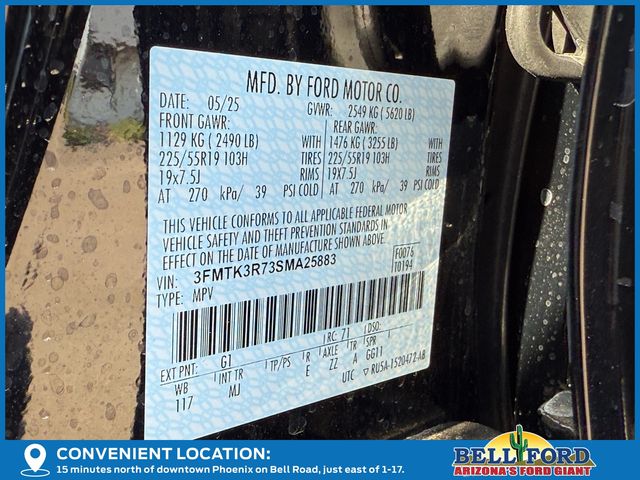 MFD. BY FORD MOTOR CO.
DATE: 05/25 GVWR: 2549 KG ( 5620 LB)
FRONT GAWR: REAR GAWR:
1129 KG ( 2490 LB) WITH 1476 KG ( 3255 LB) WITH
225/55R19 103H TIRES 225/55R19 103H TIRES
19x7.5J RIMS 19x7.5J RIMS
AT 270 kPa/ 39 PSI COLD AT 270 kPa/ 39 PSI COLD
THIS VEHICLE CONFORMS TO ALL APPLICABLE FEDERAL MOTOR
VEHICLE SAFETY AND THEFT PREVENTION STANDARDS IN
EFFECT ON THE DATE OF MANUFACTURE SHOWN ABOVE.
VIN: 3FMTK3R73SMA25883 F0076
TYPE: MPV T0194
EXT PNT: G1 RC: 71 DSO:
WB INT TR TP/PS R AXLE TR SPR
117 MJ E ZZ A GG11
UTC ▽ RU5A-1520472-AB
CONVENIENT LOCATION:
15 minutes north of downtown Phoenix on Bell Road, just east of 1-17.
BELL FORD
ARIZONA'S FORD GIANT